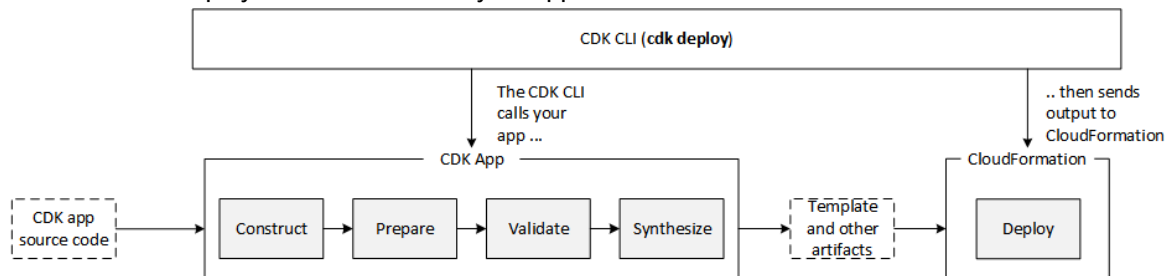 CDK CLI (cdk deploy)
The CDK CLI
calls your
app ...
.. then sends
output to
CloudFormation
CDK App
CloudFormation
CDK app
source code
Construct
Prepare
Validate
Synthesize
Template
and other
artifacts
Deploy